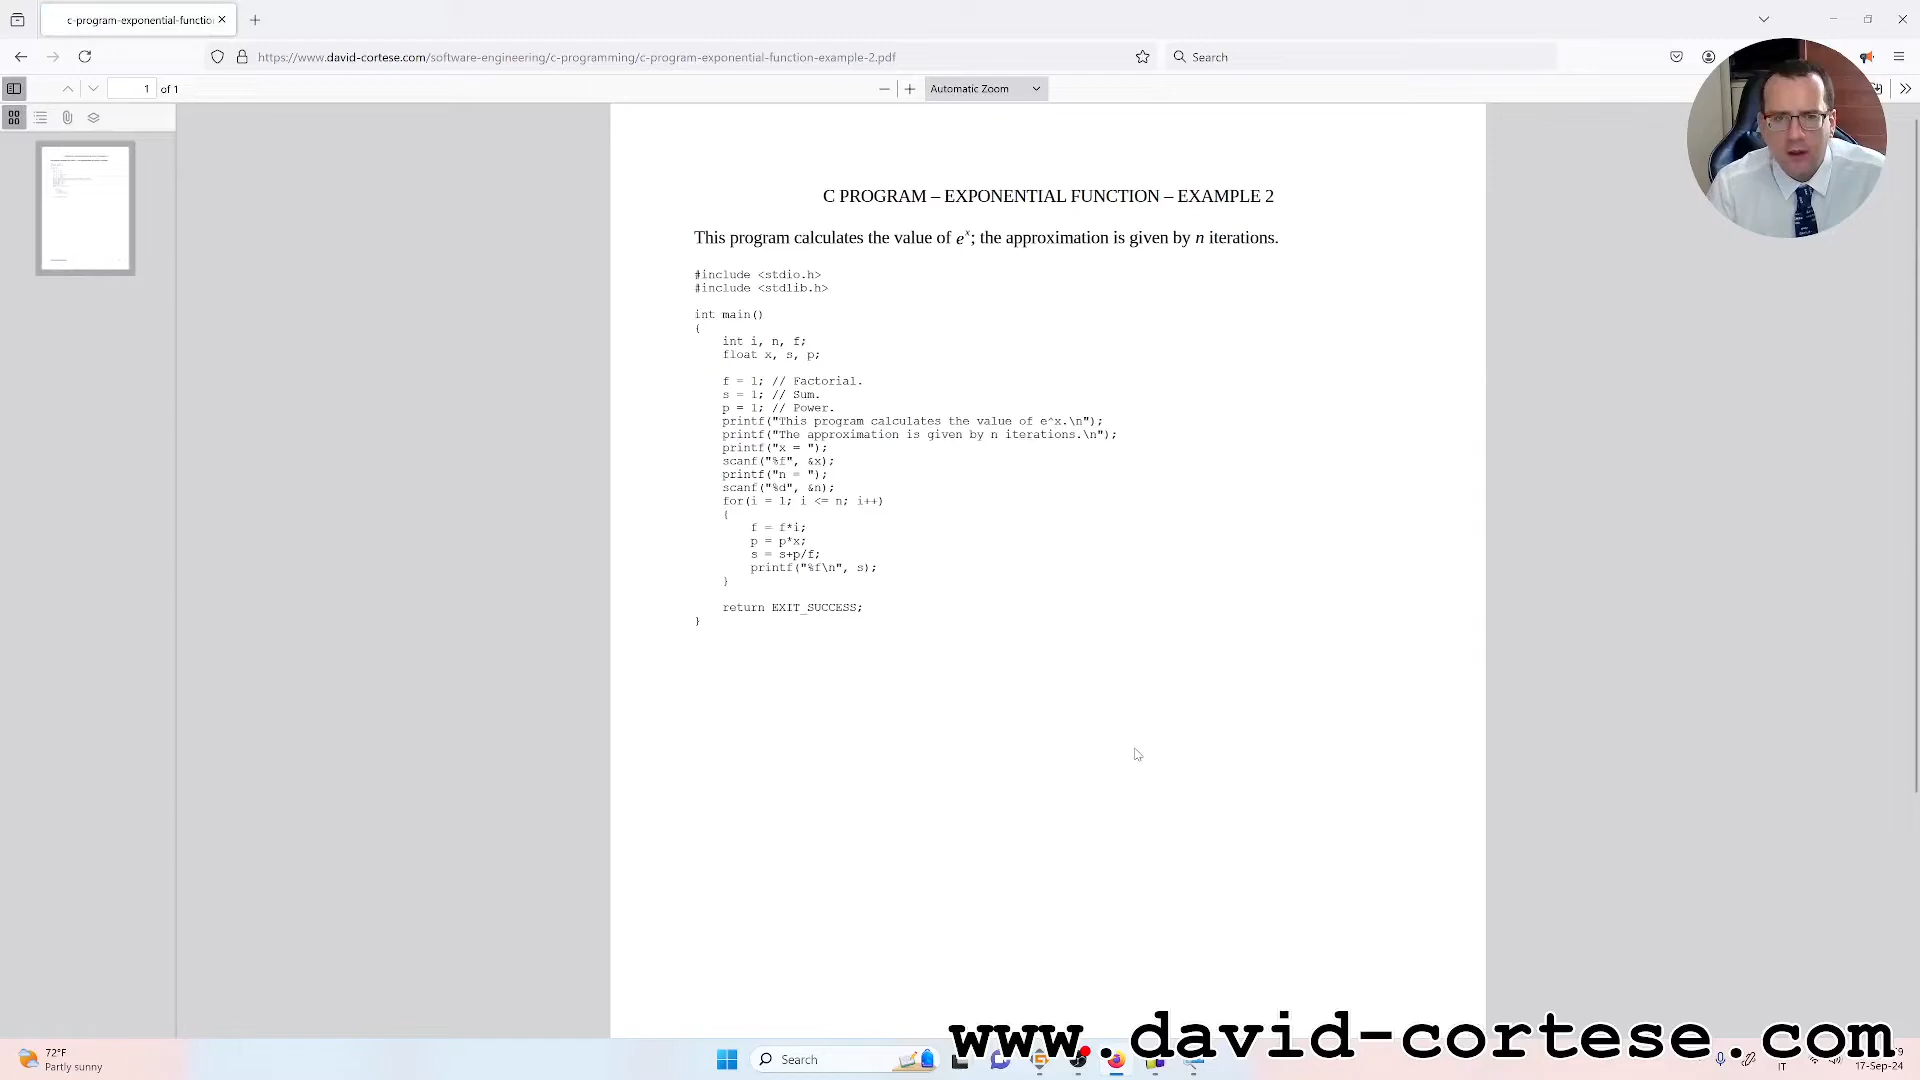 c-program-exponential-functio
https://www.david-cortese.com/software-engineering/c-programming/c-program-exponential-function-example-2.pdf
Search
1 of 1
Automatic Zoom
C PROGRAM – EXPONENTIAL FUNCTION – EXAMPLE 2
This program calculates the value of e^x; the approximation is given by n iterations.
#include <stdio.h>
#include <stdlib.h>
int main()
{
int i, n, f;
float x, s, p;
f = 1; // Factorial.
s = 1; // Sum.
p = 1; // Power.
printf("This program calculates the value of e^x.\n");
printf("The approximation is given by n iterations.\n");
printf("x = ");
scanf("%f", &x);
printf("n = ");
scanf("%d", &n);
for(i = 1; i <= n; i++)
{
f = f*i;
p = p*x;
s = s+p/f;
printf("%f\n", s);
}
return EXIT_SUCCESS;
}
www.david-cortese.com
72°F
Partly sunny
Search
IT
17-Sep-24